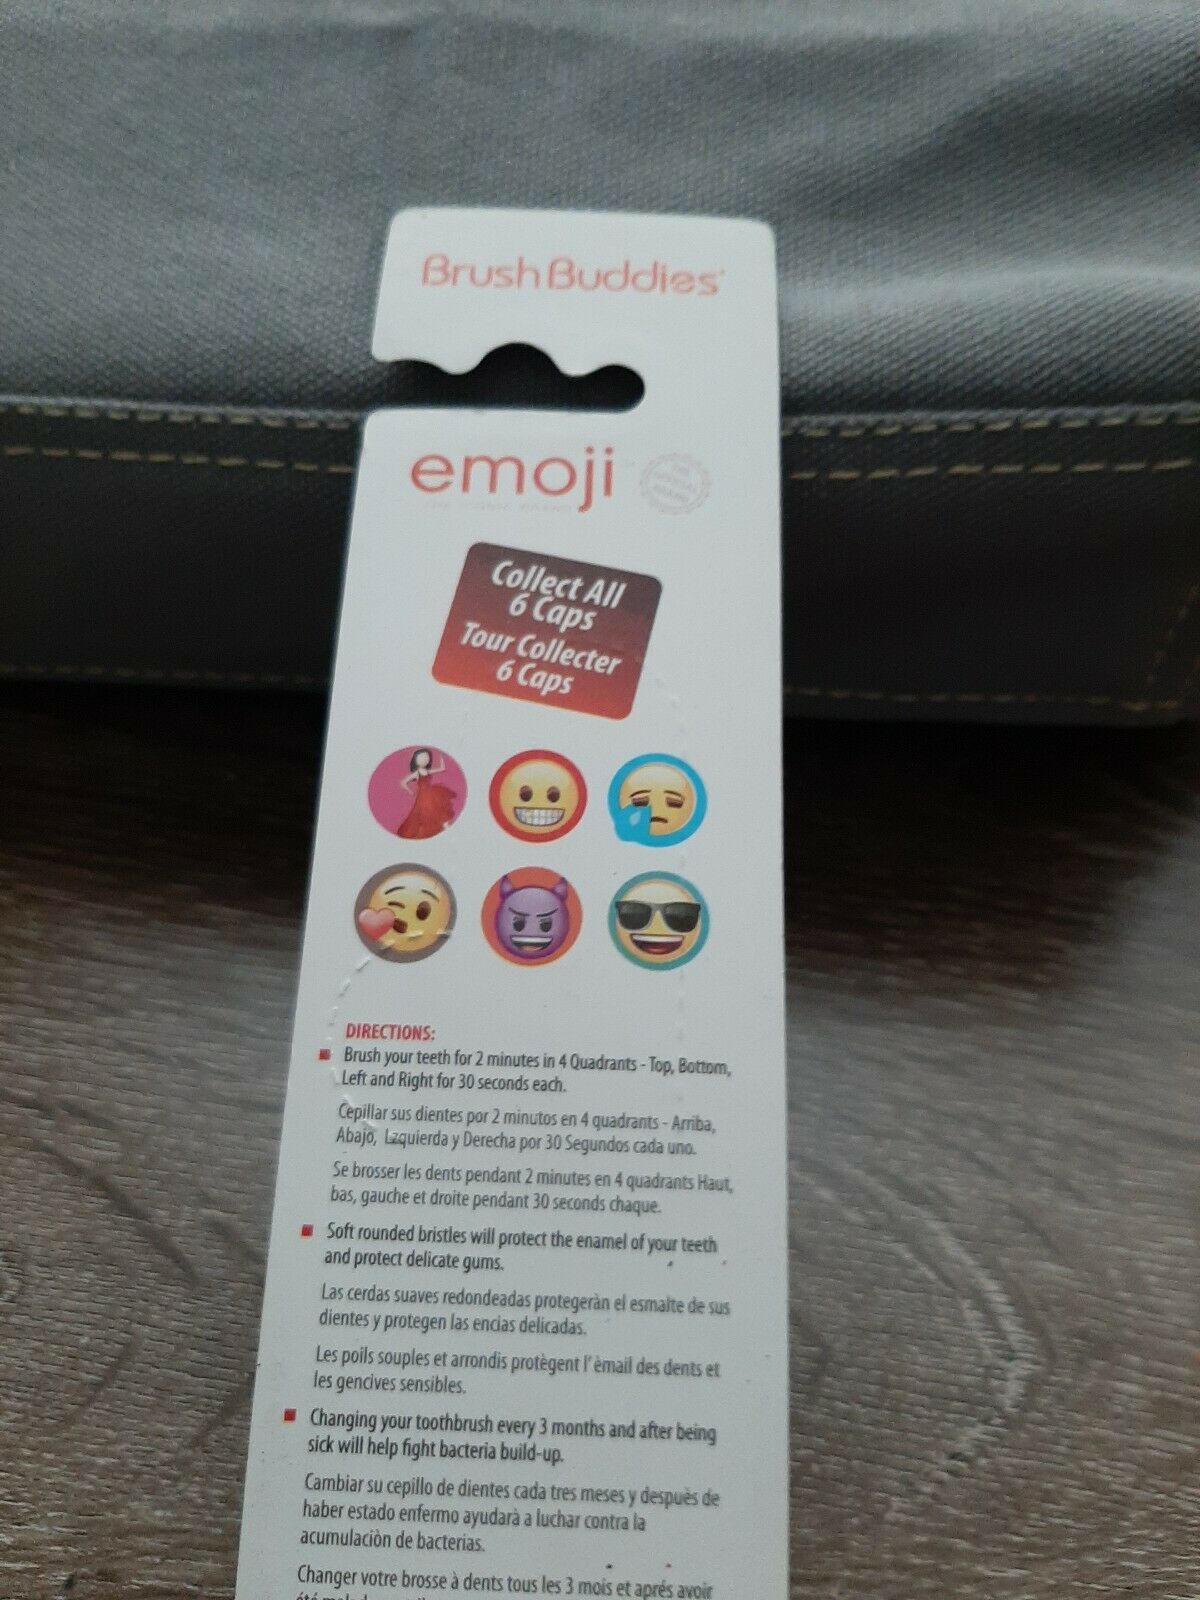 BrushBuddies
emoji
Collect All
6 Caps
Tour Collecter
6 Caps
DIRECTIONS:
Brush your teeth for 2 minutes in 4 Quadrants - Top, Bottom,
Left and Right for 30 seconds each.
Cepillar sus dientes por 2 minutos en 4 quadrants - Arriba,
Abajo, Lzquierda y Derecha por 30 Segundos cada uno.
Se brosser les dents pendant 2 minutes en 4 quadrants Haut,
bas, gauche et droite pendant 30 seconds chaque.
Soft rounded bristles will protect the enamel of your teeth
and protect delicate gums.
Las cerdas suaves redondeadas protegeràn el esmalte de sus
dientes y protegen las encias delicadas.
Les poils souples et arrondis protègent l' èmail des dents et
les gencives sensibles.
Changing your toothbrush every 3 months and after being
sick will help fight bacteria build-up.
Cambiar su cepillo de dientes cada tres meses y despuès de
haber estado enfermo ayudarà a luchar contra la
acumulaciòn de bacterias.
Changer votre brosse à dents tous les 3 mois et aprés avoir